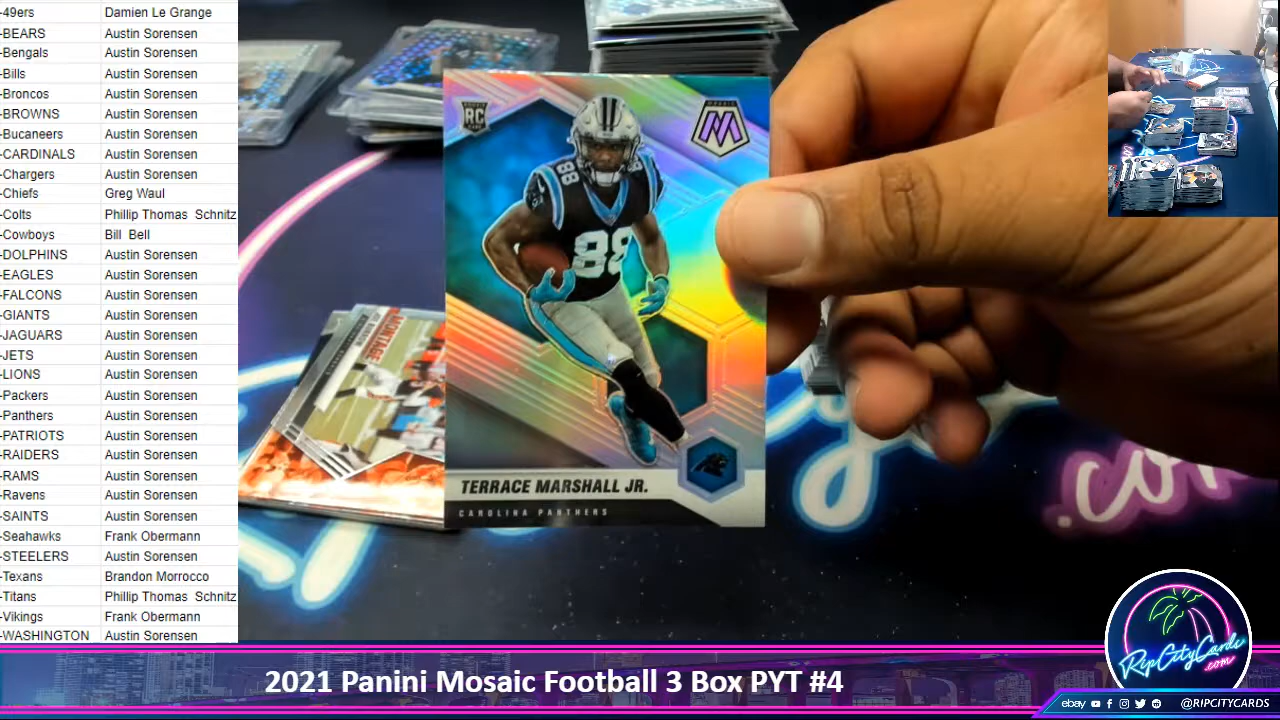 -49ers Damien Le Grange
-BEARS Austin Sorensen
-Bengals Austin Sorensen
-Bills Austin Sorensen
-Broncos Austin Sorensen
-BROWNS Austin Sorensen
-Bucaneers Austin Sorensen
-CARDINALS Austin Sorensen
-Chargers Austin Sorensen
-Chiefs Greg Waul
-Colts Phillip Thomas Schnitz
-Cowboys Bill Bell
-DOLPHINS Austin Sorensen
-EAGLES Austin Sorensen
-FALCONS Austin Sorensen
-GIANTS Austin Sorensen
-JAGUARS Austin Sorensen
-JETS Austin Sorensen
-LIONS Austin Sorensen
-Packers Austin Sorensen
-Panthers Austin Sorensen
-PATRIOTS Austin Sorensen
-RAIDERS Austin Sorensen
-RAMS Austin Sorensen
-Ravens Austin Sorensen
-SAINTS Austin Sorensen
-Seahawks Frank Obermann
-STEELERS Austin Sorensen
-Texans Brandon Morrocco
-Titans Phillip Thomas Schnitz
-Vikings Frank Obermann
-WASHINGTON Austin Sorensen
RC
MOSAIC
M
88
88
TERRACE MARSHALL JR.
CAROLINA PANTHERS
MONTAGE
.com
RipCityCards
.com
2021 Panini Mosaic Football 3 Box PYT #4
ebay @RIPCITYCARDS